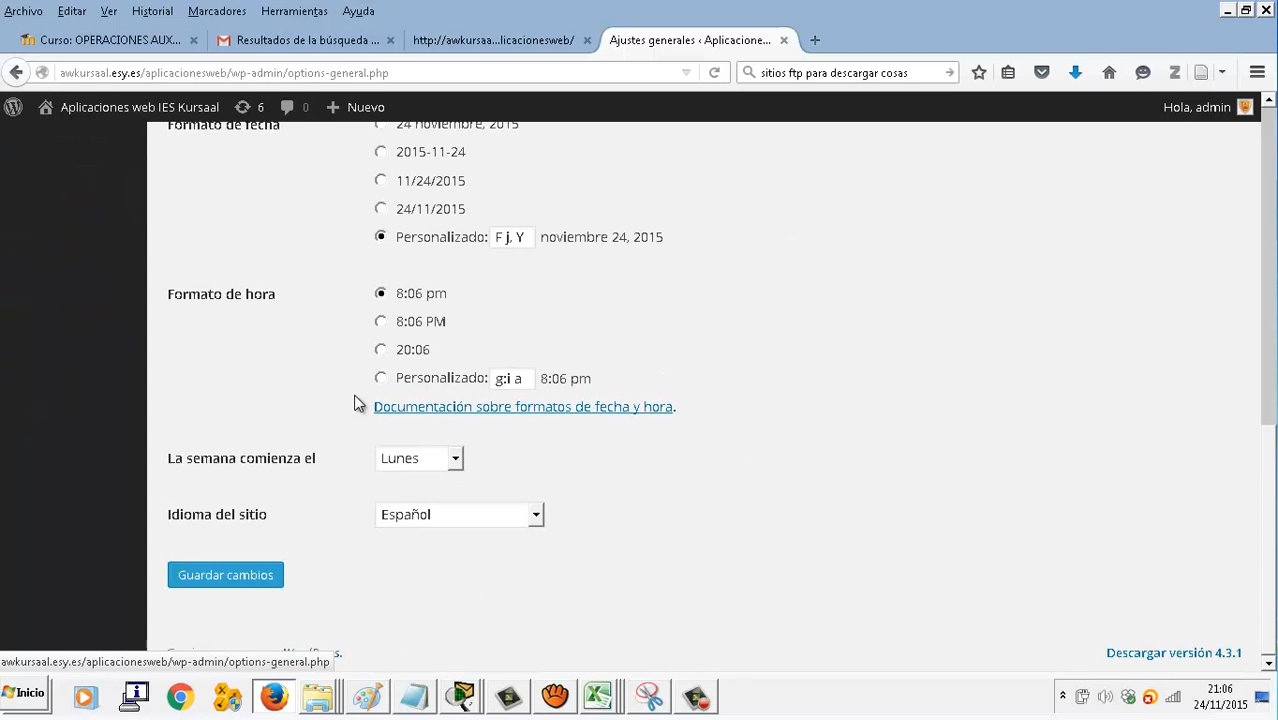 Archivo Editar Ver Historial Marcadores Herramientas Ayuda
Curso: OPERACIONES AUX... Resultados de la búsqueda http://awkursaa...licacionesweb/ Ajustes generales ‹ Aplicacione...
awkursaal.esy.es/aplicacionesweb/wp-admin/options-general.php sitios ftp para descargar cosas
Aplicaciones web IES Kursaal 6 0 Nuevo Hola, admin
Formato de fecha 24 noviembre, 2015
2015-11-24
11/24/2015
24/11/2015
Personalizado: F j, Y noviembre 24, 2015
Formato de hora 8:06 pm
8:06 PM
20:06
Personalizado: g:i a 8:06 pm
Documentación sobre formatos de fecha y hora.
La semana comienza el Lunes
Idioma del sitio Español
Guardar cambios
Descargar versión 4.3.1
awkursaal.esy.es/aplicacionesweb/wp-admin/options-general.php
Inicio 21:06
24/11/2015